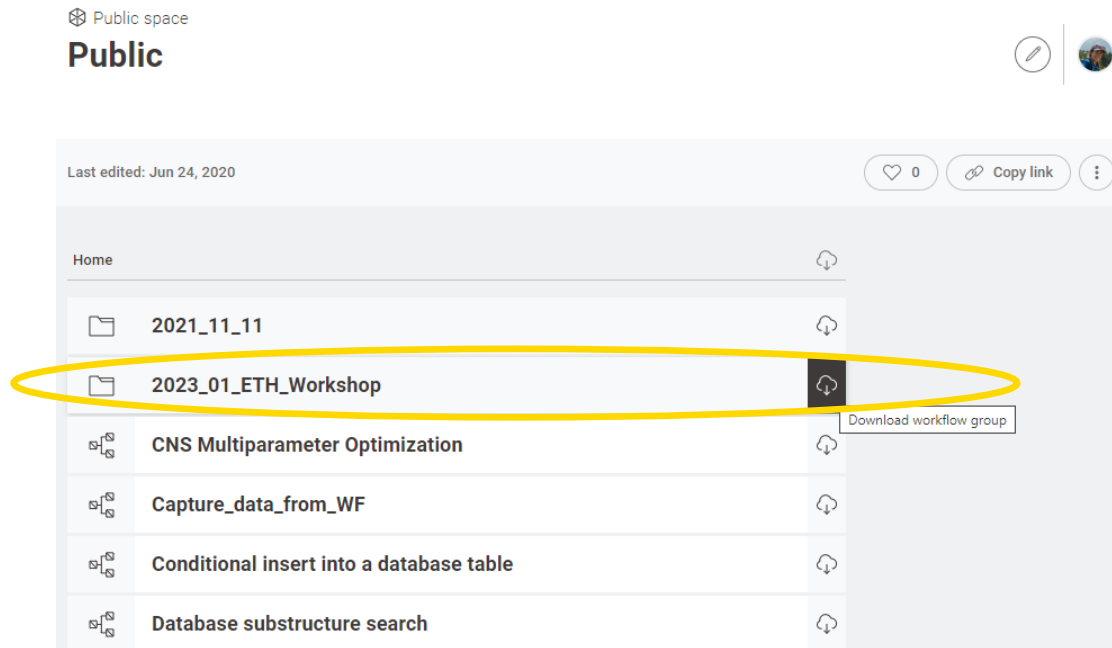 Public space
Public
Last edited: Jun 24, 2020
0
Copy link
Home
2021_11_11
2023_01_ETH_Workshop
Download workflow group
CNS Multiparameter Optimization
Capture_data_from_WF
Conditional insert into a database table
Database substructure search